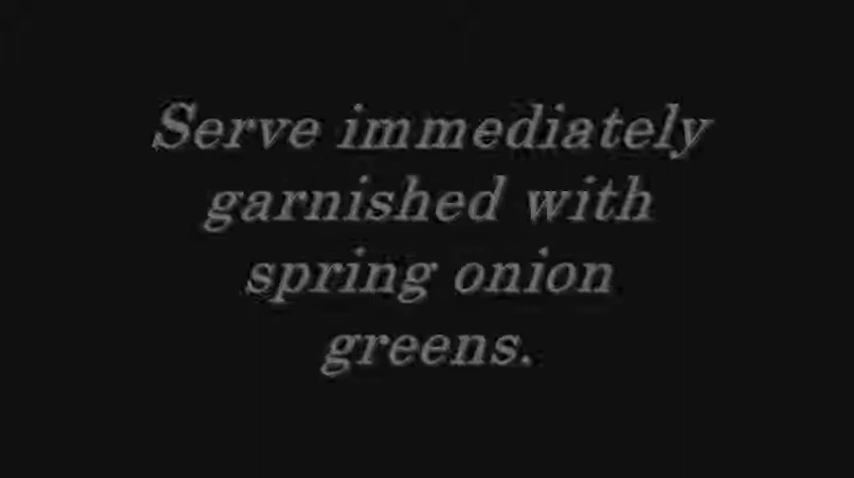 Serve immediately
garnished with
spring onion
greens.